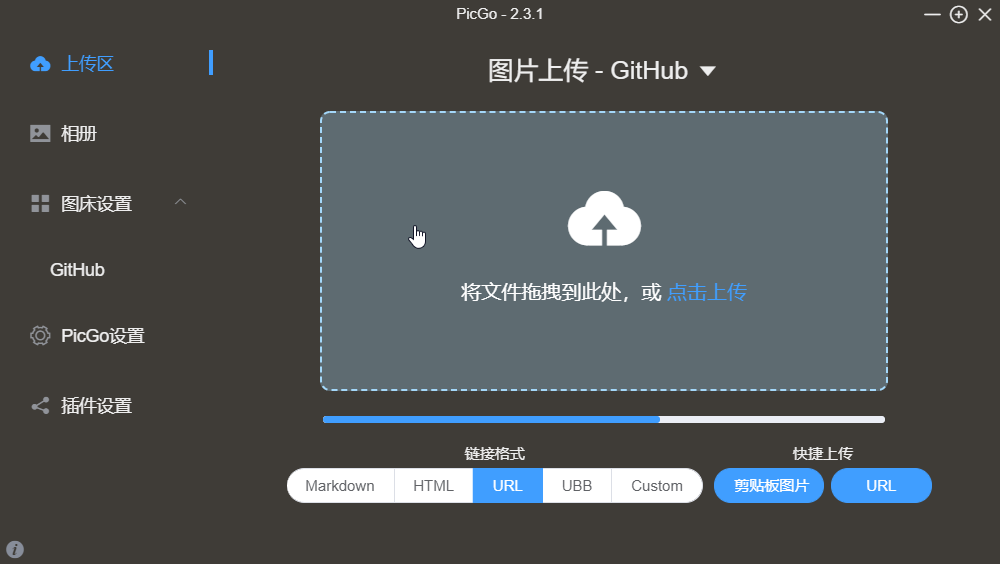 PicGo - 2.3.1
上传区
相册
图床设置
GitHub
PicGo设置
插件设置
图片上传 - GitHub
将文件拖拽到此处，或 点击上传
链接格式
Markdown HTML URL UBB Custom
快捷上传
剪贴板图片 URL